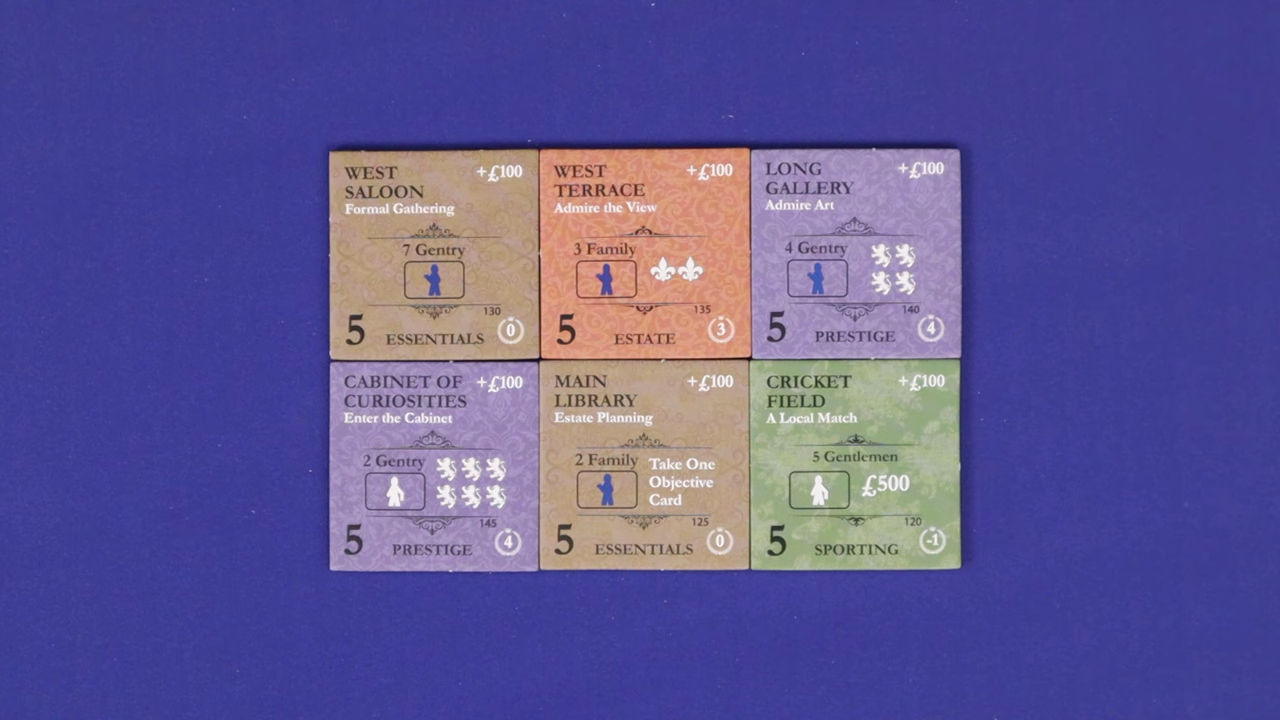 WEST
SALOON
+£100
Formal Gathering
7 Gentry
130
5
ESSENTIALS
0
WEST
TERRACE
+£100
Admire the View
3 Family
135
5
ESTATE
3
LONG
GALLERY
+£100
Admire Art
4 Gentry
140
5
PRESTIGE
4
CABINET OF
CURIOSITIES
+£100
Enter the Cabinet
2 Gentry
145
5
PRESTIGE
4
MAIN
LIBRARY
+£100
Estate Planning
2 Family
Take One
Objective
Card
125
5
ESSENTIALS
0
CRICKET
FIELD
+£100
A Local Match
5 Gentlemen
£500
120
5
SPORTING
-1